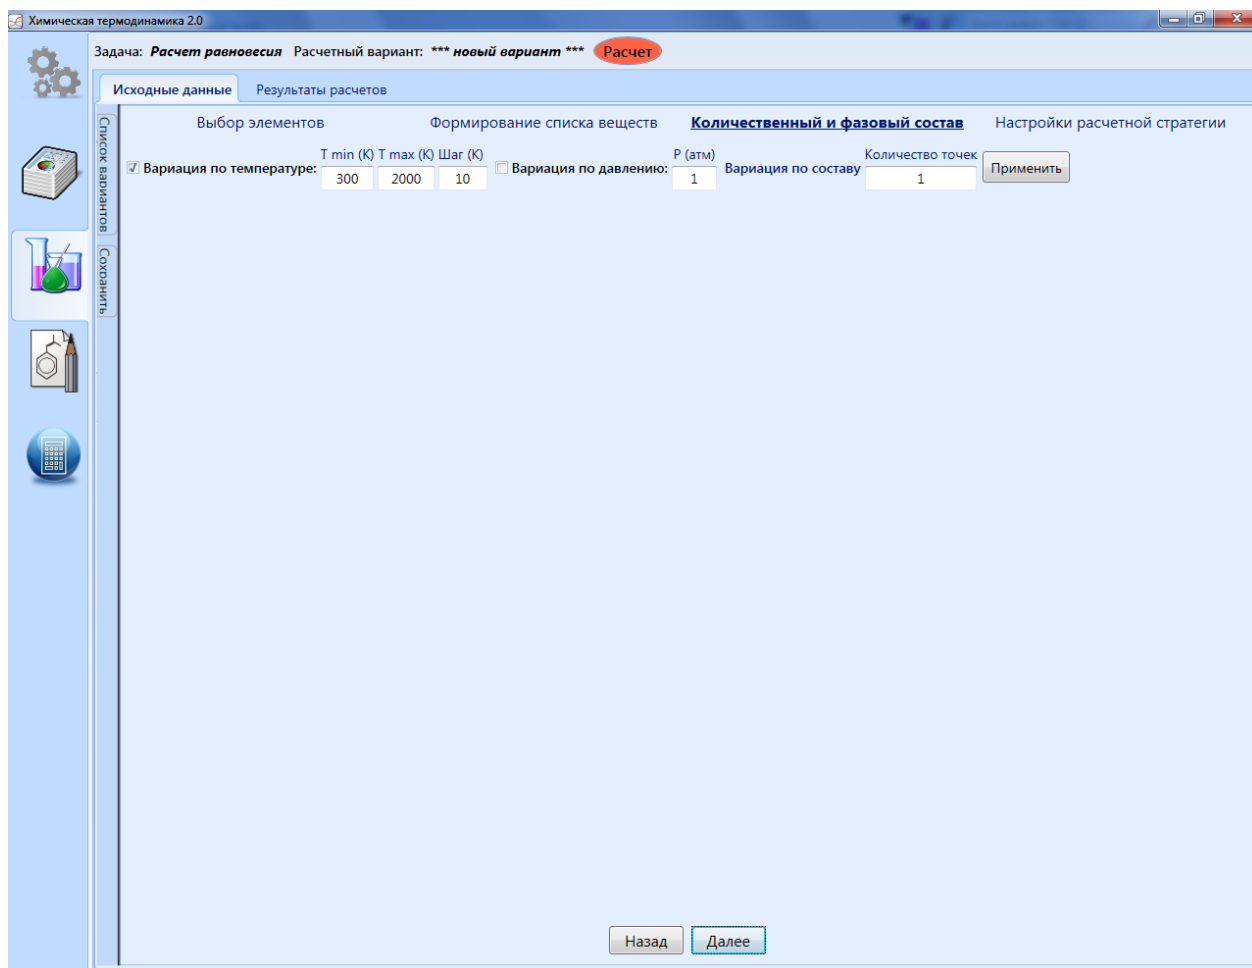 Химическая термодинамика 2.0
Задача: Расчет равновесия Расчетный вариант: *** новый вариант *** Расчет
Исходные данные Результаты расчетов
Список вариантов
Сохранить
Выбор элементов Формирование списка веществ Количественный и фазовый состав Настройки расчетной стратегии
T min (K) T max (K) Шаг (K) P (атм) Количество точек
Вариация по температуре: 300 2000 10 Вариация по давлению: 1 Вариация по составу 1 Применить
Назад Далее